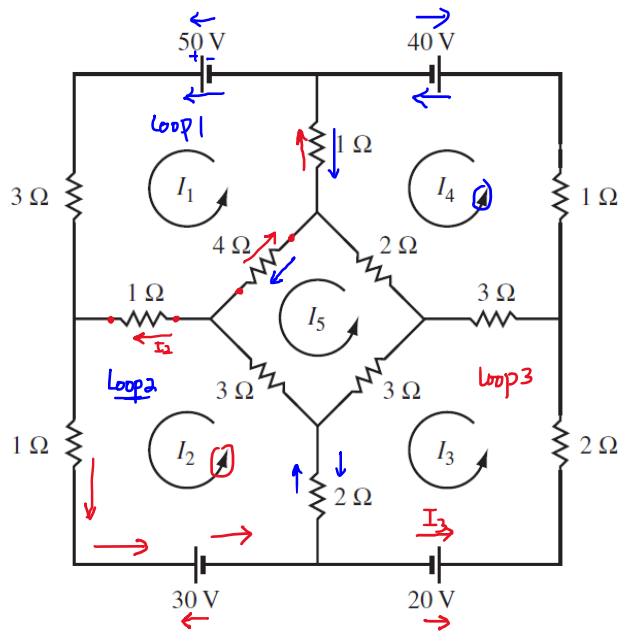 50 V
40 V
+ -
Loop1
1 Ω
3 Ω
I1
I4
1 Ω
4 Ω
2 Ω
1 Ω
I5
3 Ω
I2
Loop2
Loop3
3 Ω
3 Ω
1 Ω
I2
I3
2 Ω
2 Ω
I3
30 V
20 V